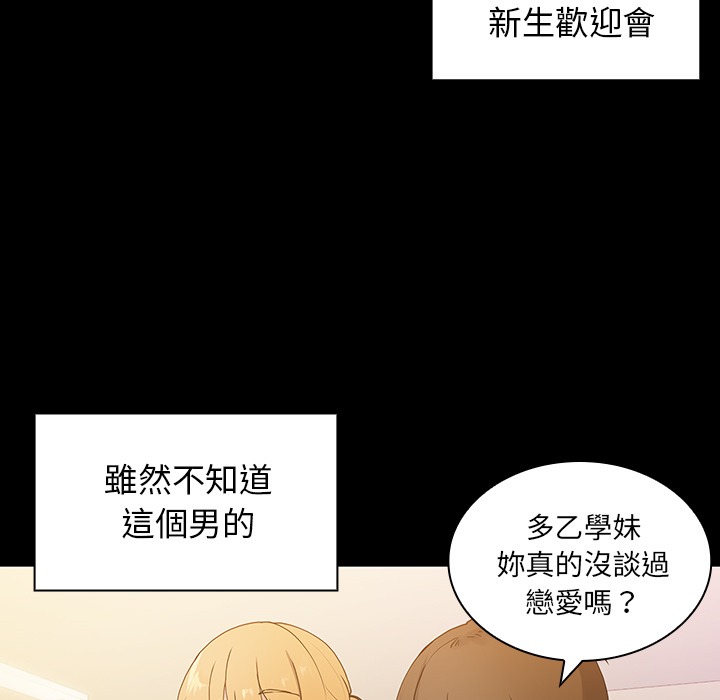 新生歡迎會
雖然不知道
這個男的
多乙學妹
妳真的沒談過
戀愛嗎？